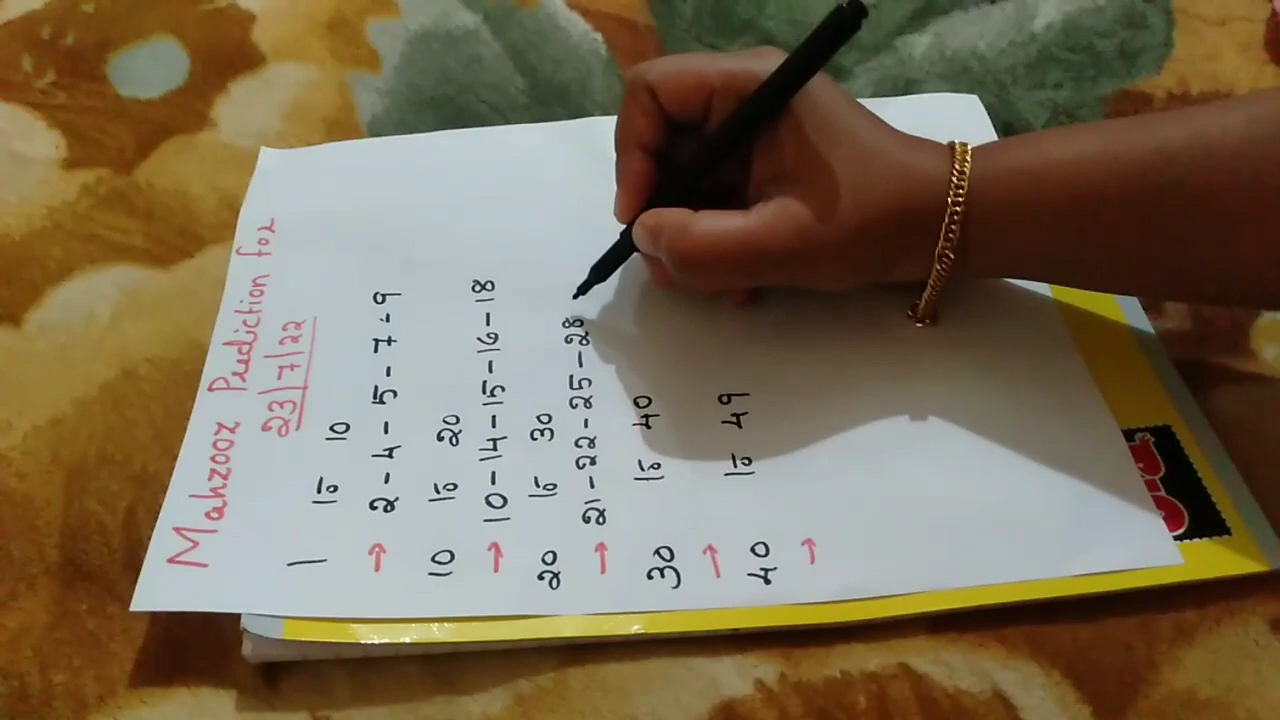 Mahzooz Prediction for
23/7/22
1 to 10
→ 2-4-5-7-9
10 to 20
→ 10-14-15-16-18
20 to 30
→ 21-22-25-28
30 to 40
→
40 to 49
→